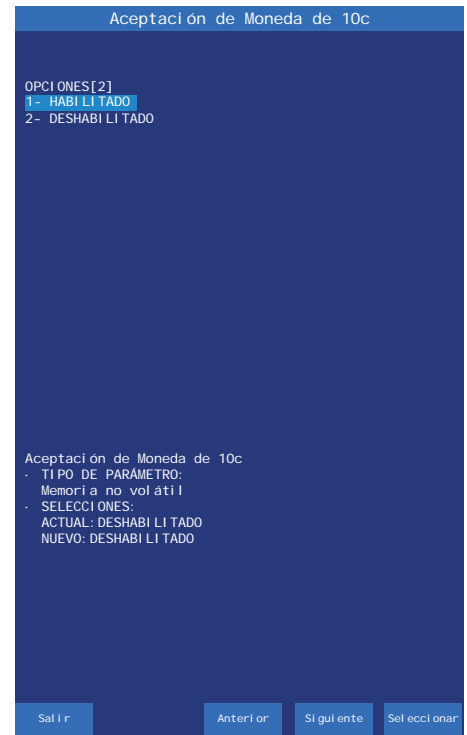 Aceptación de Moneda de 10c
OPCIONES[2]
1- HABILITADO
2- DESHABILITADO
Aceptación de Moneda de 10c
· TIPO DE PARÁMETRO:
Memoria no volátil
· SELECCIONES:
ACTUAL: DESHABILITADO
NUEVO: DESHABILITADO
Salir Anterior Siguiente Seleccionar